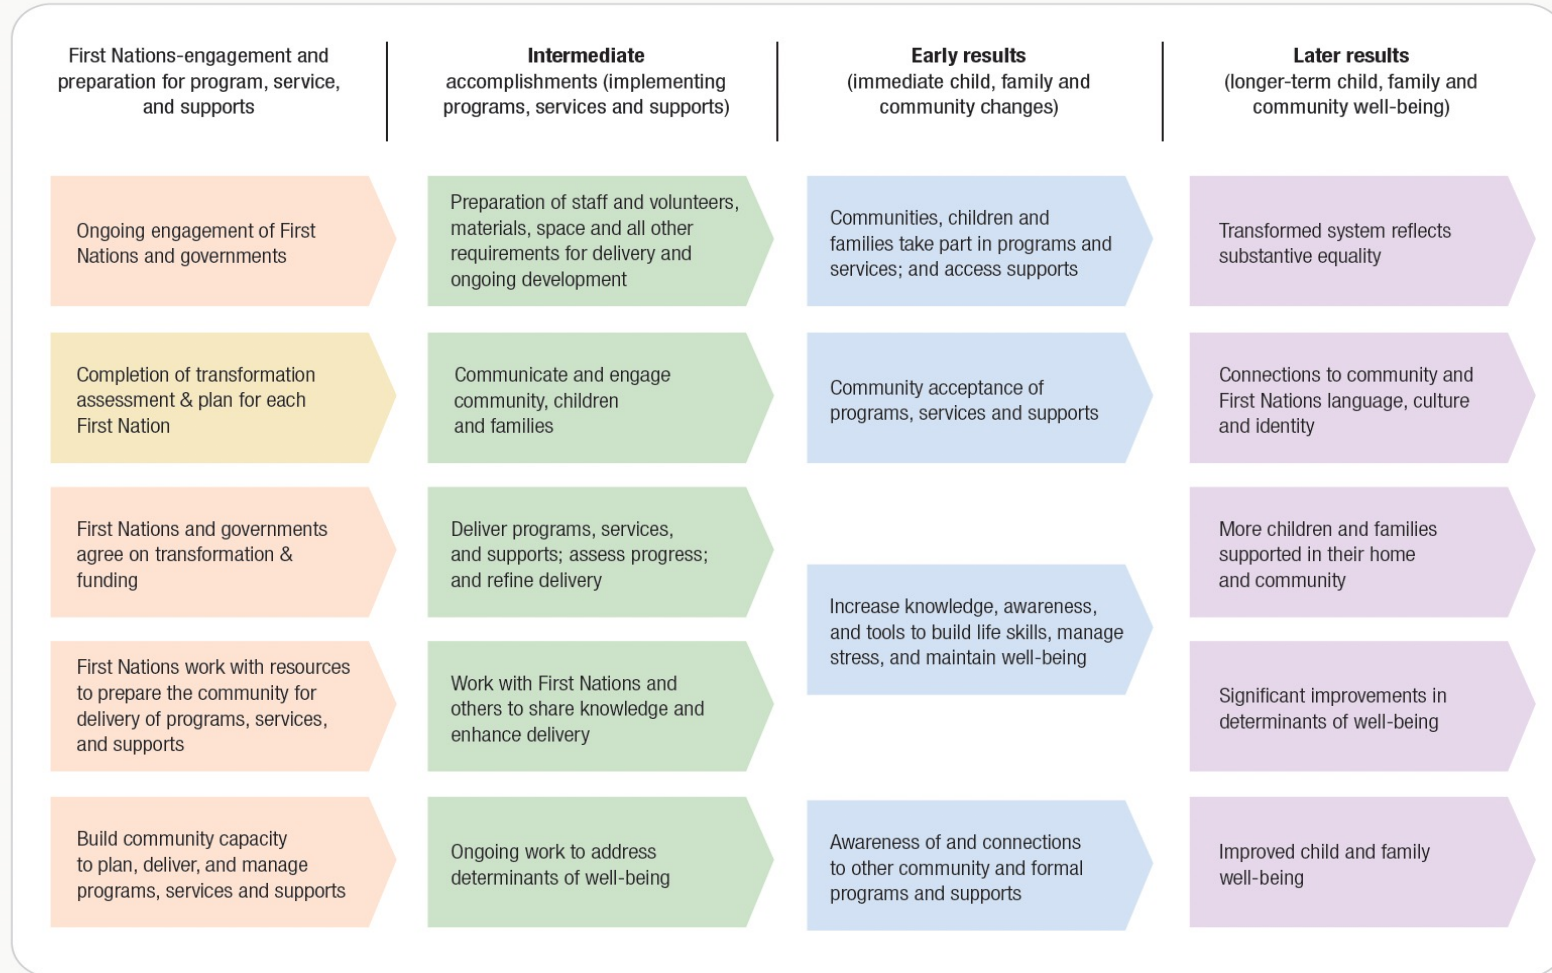 First Nations-engagement and
preparation for program, service,
and supports
Intermediate
accomplishments (implementing
programs, services and supports)
Early results
(immediate child, family and
community changes)
Later results
(longer-term child, family and
community well-being)
Ongoing engagement of First
Nations and governments
Preparation of staff and volunteers,
materials, space and all other
requirements for delivery and
ongoing development
Communities, children and
families take part in programs and
services; and access supports
Transformed system reflects
substantive equality
Completion of transformation
assessment & plan for each
First Nation
Communicate and engage
community, children
and families
Community acceptance of
programs, services and supports
Connections to community and
First Nations language, culture
and identity
First Nations and governments
agree on transformation &
funding
Deliver programs, services,
and supports; assess progress;
and refine delivery
Increase knowledge, awareness,
and tools to build life skills, manage
stress, and maintain well-being
More children and families
supported in their home
and community
First Nations work with resources
to prepare the community for
delivery of programs, services,
and supports
Work with First Nations and
others to share knowledge and
enhance delivery
Significant improvements in
determinants of well-being
Build community capacity
to plan, deliver, and manage
programs, services and supports
Ongoing work to address
determinants of well-being
Awareness of and connections
to other community and formal
programs and supports
Improved child and family
well-being